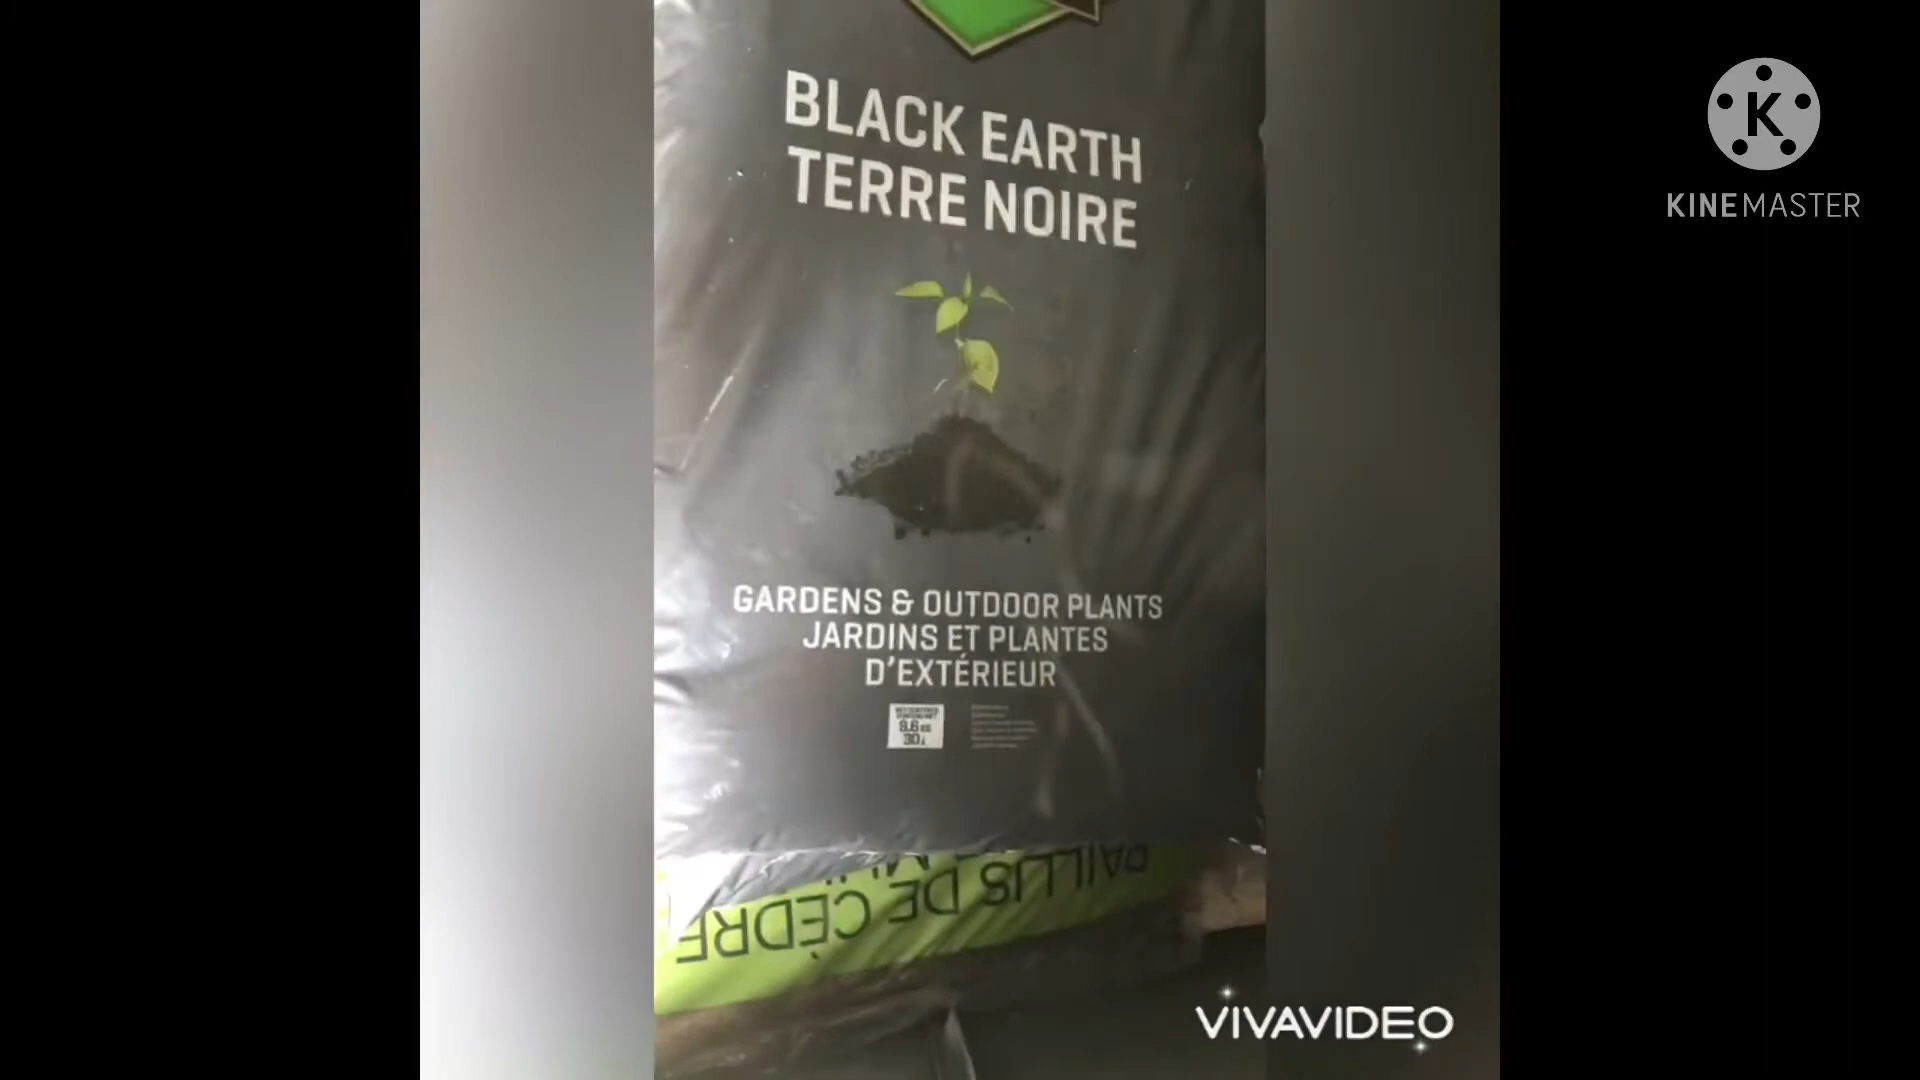 BLACK EARTH
TERRE NOIRE
GARDENS & OUTDOOR PLANTS
JARDINS ET PLANTES
D'EXTÉRIEUR
30 L
PAILLIS DE CÈDRE
K
KINEMASTER
VIVAVIDEO